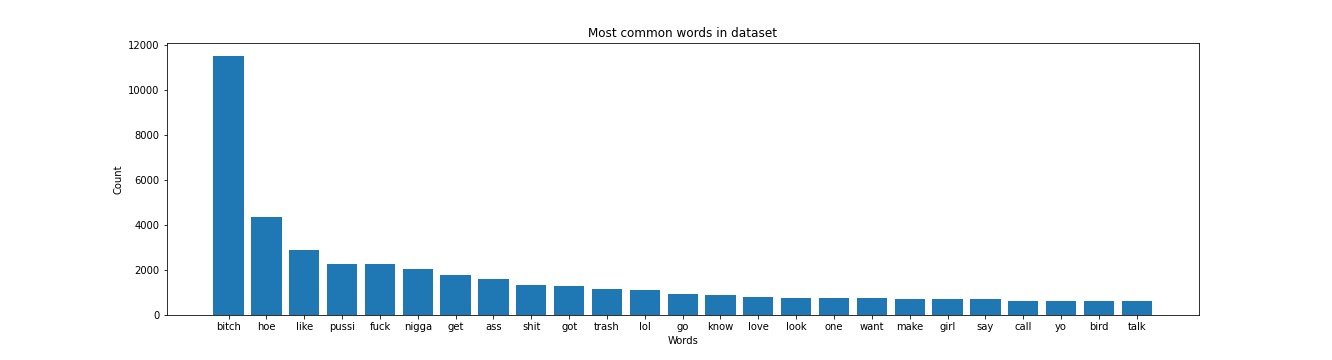 Most common words in dataset
12000
10000
8000
6000
4000
2000
0
Count
bitch hoe like pussi fuck nigga get ass shit got trash lol go know love look one want make girl say call yo bird talk
Words